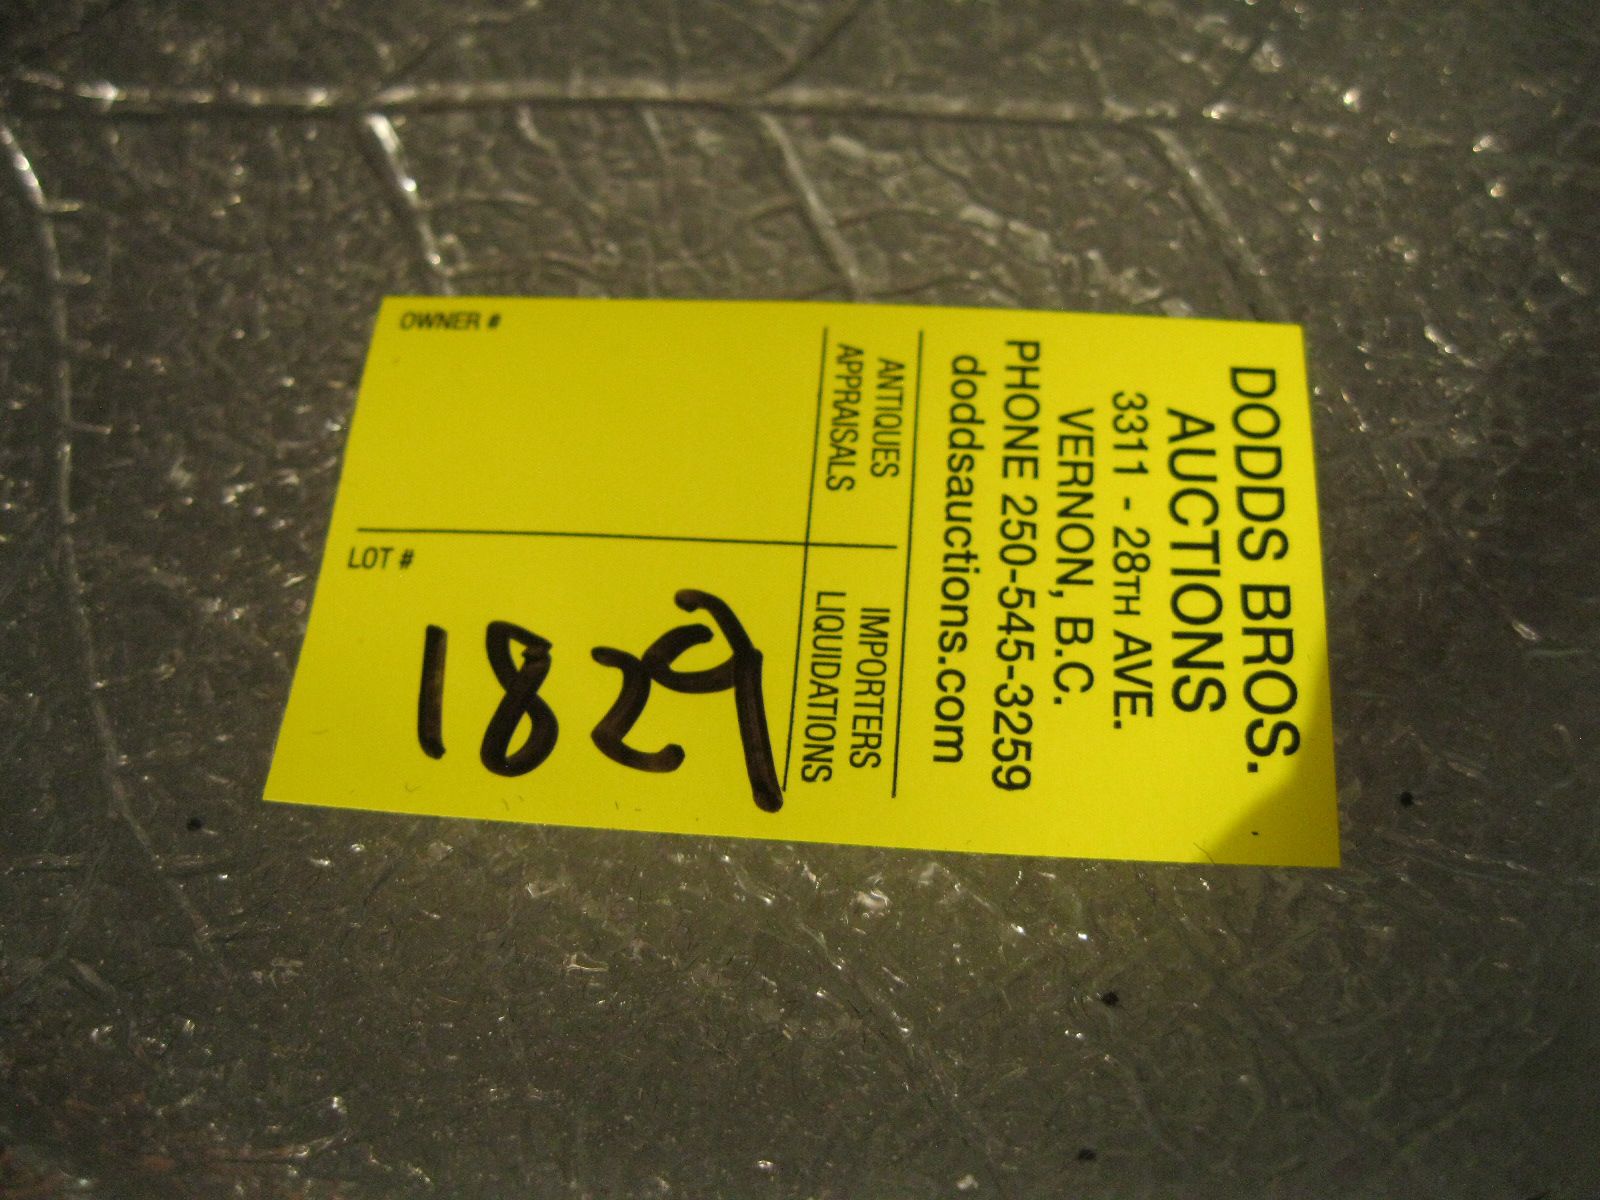 DODDS BROS.
AUCTIONS
3311 - 28TH AVE.
VERNON, B.C.
PHONE 250-545-3259
doddsauctions.com
ANTIQUES IMPORTERS
APPRAISALS LIQUIDATIONS
OWNER #
LOT #
1829